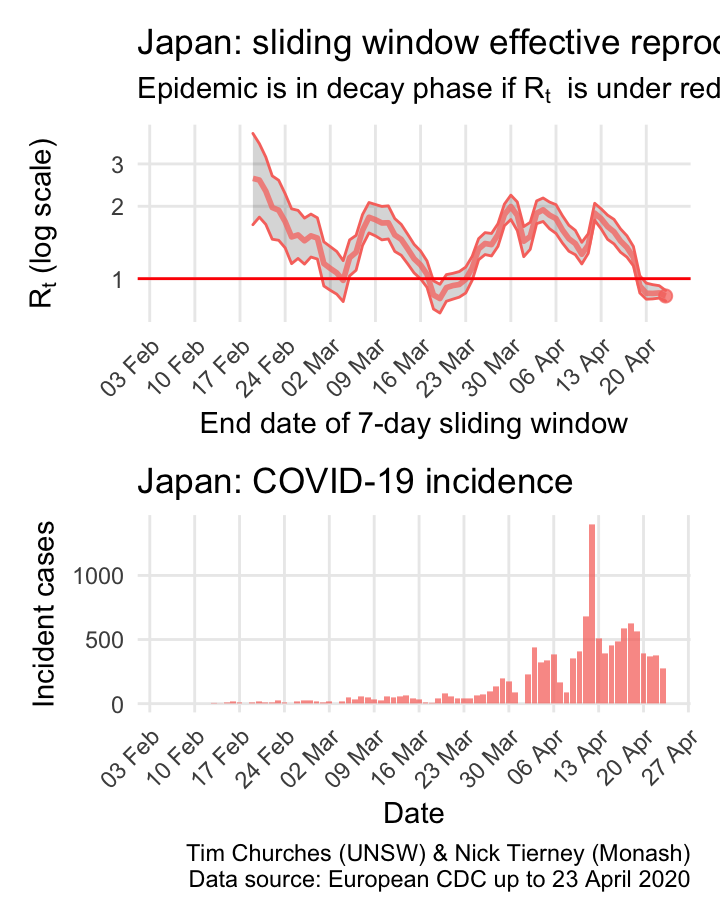 Japan: sliding window effective reproc
Epidemic is in decay phase if Rt is under red
Rt (log scale)
3
2
1
03 Feb
10 Feb
17 Feb
24 Feb
02 Mar
09 Mar
16 Mar
23 Mar
30 Mar
06 Apr
13 Apr
20 Apr
End date of 7-day sliding window
Japan: COVID-19 incidence
Incident cases
1000
500
0
03 Feb
10 Feb
17 Feb
24 Feb
02 Mar
09 Mar
16 Mar
23 Mar
30 Mar
06 Apr
13 Apr
20 Apr
27 Apr
Date
Tim Churches (UNSW) & Nick Tierney (Monash)
Data source: European CDC up to 23 April 2020